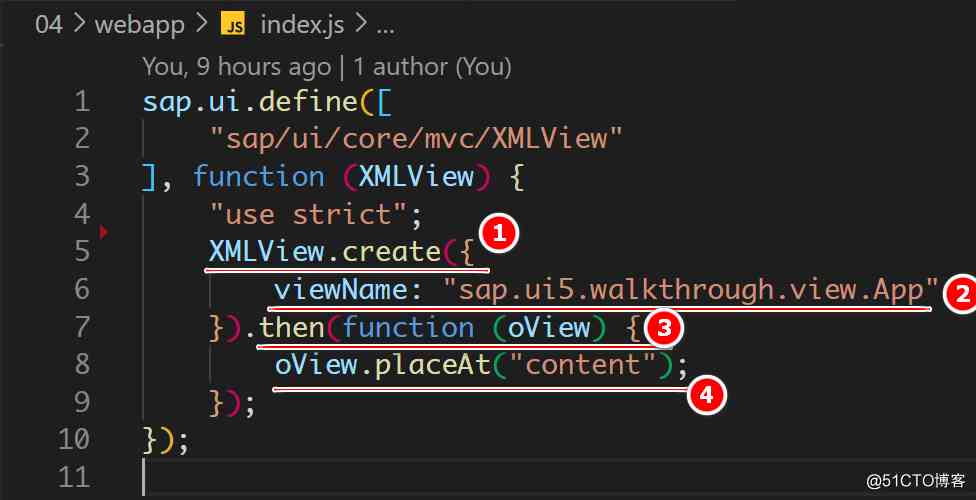 04 > webapp > JS index.js > ...
You, 9 hours ago | 1 author (You)
1 sap.ui.define([
2     "sap/ui/core/mvc/XMLView"
3 ], function (XMLView) {
4     "use strict";
5     XMLView.create({ 1
6         viewName: "sap.ui5.walkthrough.view.App" 2
7     }).then(function (oView) { 3
8         oView.placeAt("content"); 4
9     });
10 });
11
@51CTO博客